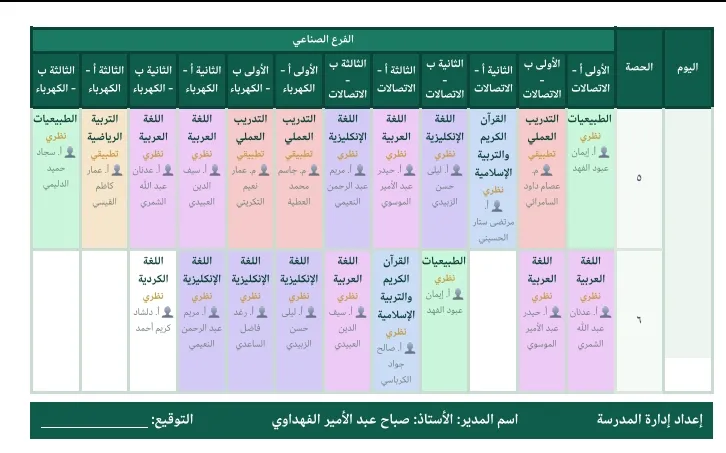 الفرع الصناعي
اليوم
الحصة
الأولى أ -
الاتصالات
الأولى ب
-
الاتصالات
الثانية أ -
الاتصالات
الثانية ب
-
الاتصالات
الثالثة أ -
الاتصالات
الثالثة ب
-
الاتصالات
الأولى أ -
الكهرباء
الأولى ب
- الكهرباء
الثانية أ -
الكهرباء
الثانية ب
- الكهرباء
الثالثة أ -
الكهرباء
الثالثة ب
- الكهرباء
٥
الطبيعيات
نظري
أ. إيمان
عبود الفهد
التدريب
العملي
تطبيقي
م.
عصام داود
السامرائي
القرآن
الكريم
والتربية
الإسلامية
نظري
أ.
مرتضى ستار
الحسيني
اللغة
الإنكليزية
نظري
أ. ليلى
حسن
الزبيدي
اللغة
العربية
نظري
أ. حيدر
عبد الأمير
الموسوي
اللغة
الإنكليزية
نظري
أ. مريم
عبد الرحمن
النعيمي
التدريب
العملي
تطبيقي
م. جاسم
محمد
العطية
التدريب
العملي
تطبيقي
م. عمار
نعيم
التكريتي
اللغة
العربية
نظري
أ. سيف
الدين
العبيدي
اللغة
العربية
نظري
أ. عدنان
عبد الله
الشمري
التربية
الرياضية
تطبيقي
أ. عمار
كاظم
القيسي
الطبيعيات
نظري
أ. سجاد
حميد
الدليمي
٦
اللغة
العربية
نظري
أ. عدنان
عبد الله
الشمري
اللغة
العربية
نظري
أ. حيدر
عبد الأمير
الموسوي
الطبيعيات
نظري
أ. إيمان
عبود الفهد
القرآن
الكريم
والتربية
الإسلامية
نظري
أ. صالح
جواد
الكرباسي
اللغة
العربية
نظري
أ. سيف
الدين
العبيدي
اللغة
الإنكليزية
نظري
أ. ليلى
حسن
الزبيدي
اللغة
الإنكليزية
نظري
أ. رغد
فاضل
الساعدي
اللغة
الإنكليزية
نظري
أ. مريم
عبد الرحمن
النعيمي
اللغة
الكردية
نظري
أ. دلشاد
كريم أحمد
إعداد إدارة المدرسة
اسم المدير: الأستاذ: صباح عبد الأمير الفهداوي
التوقيع: ________________